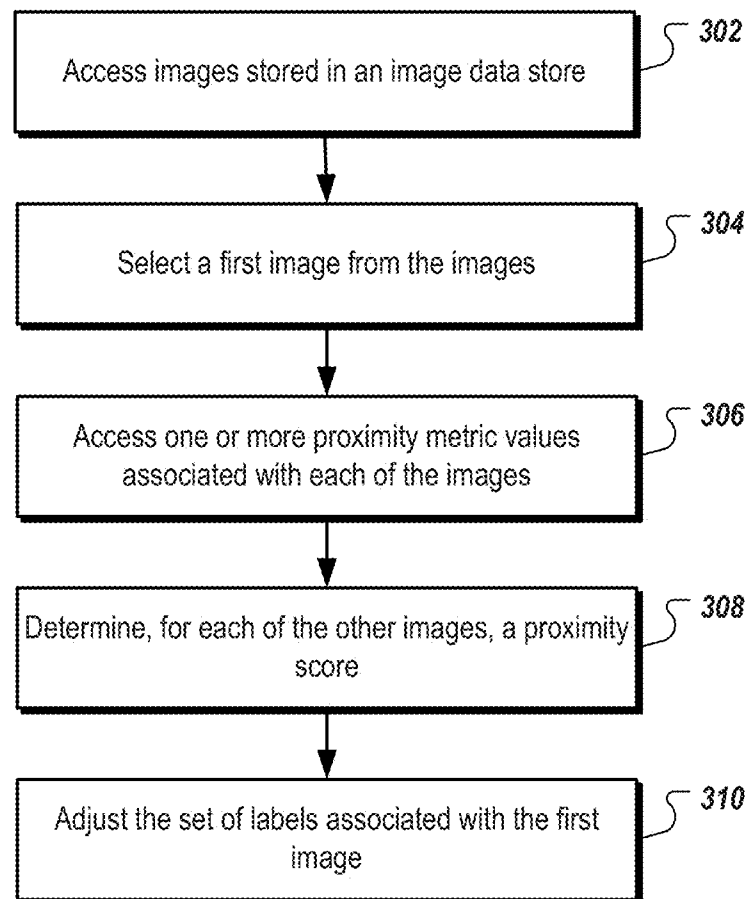 302
Access images stored in an image data store
304
Select a first image from the images
306
Access one or more proximity metric values
associated with each of the images
308
Determine, for each of the other images, a proximity
score
310
Adjust the set of labels associated with the first
image